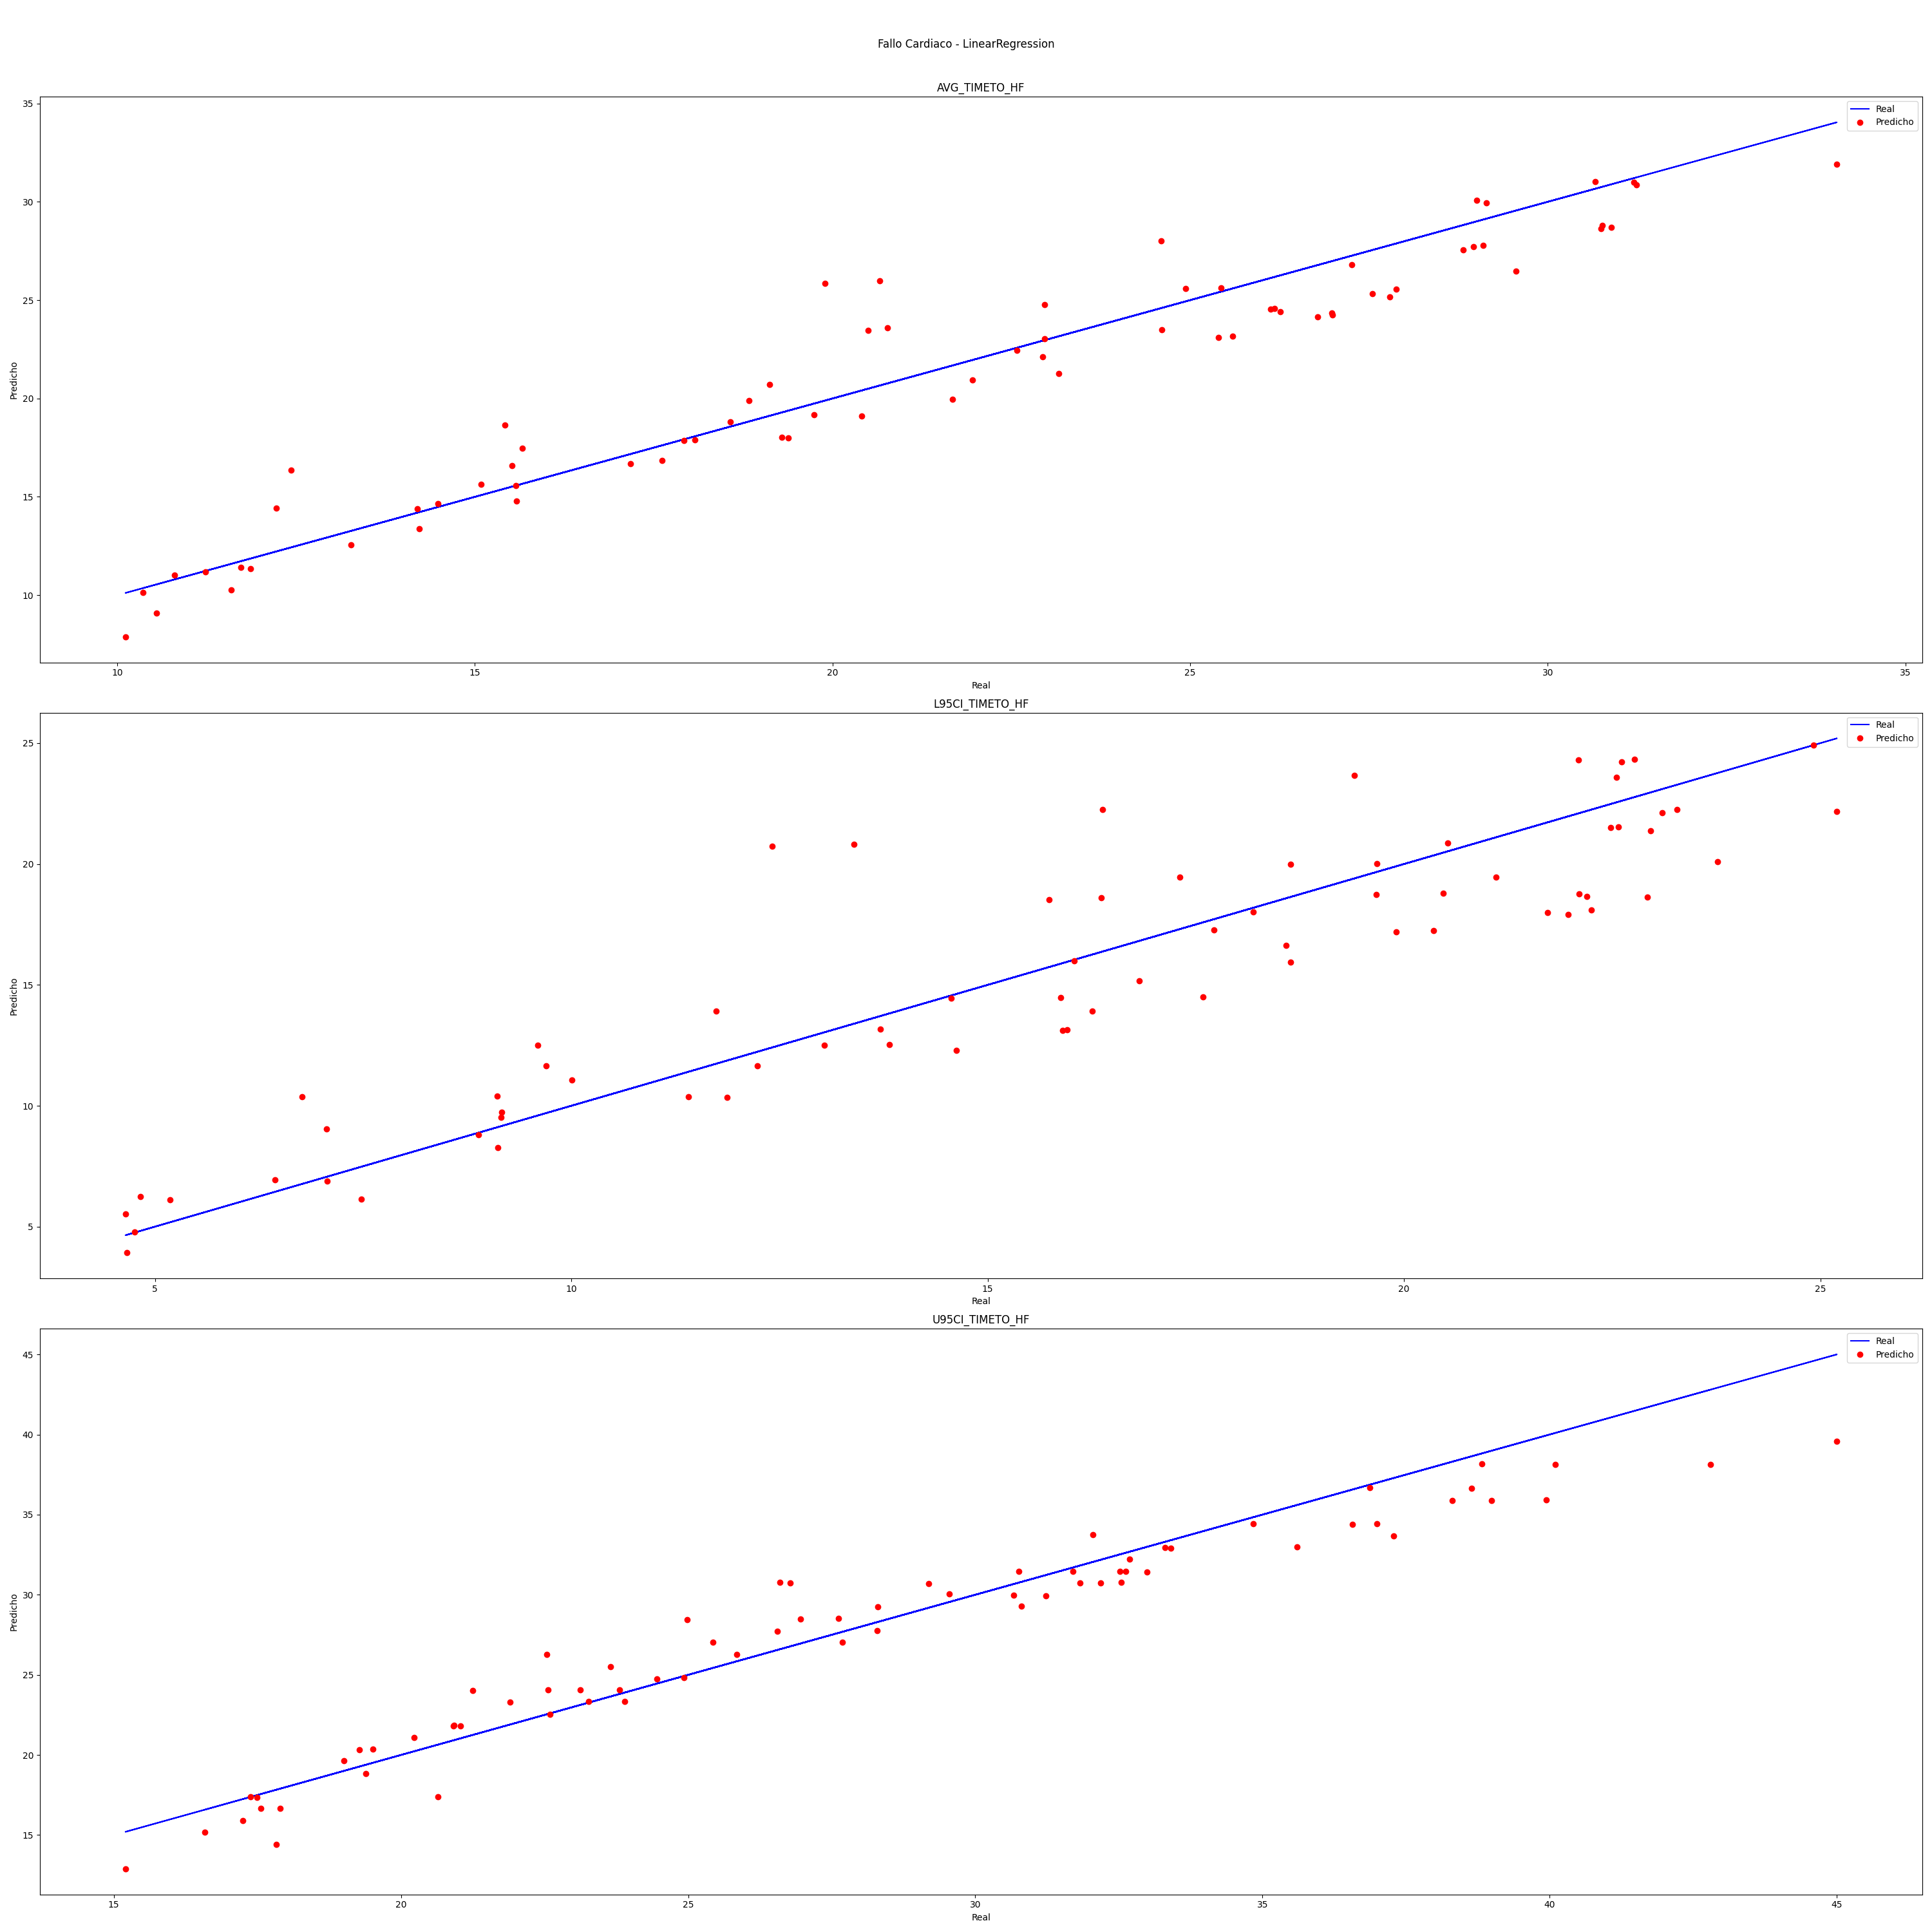 Fallo Cardiaco - LinearRegression
AVG_TIMETO_HF
35
30
25
20
15
10
Predicho
Real
Predicho
10 15 20 25 30 35
Real
L95CI_TIMETO_HF
25
20
15
10
5
Predicho
Real
Predicho
5 10 15 20 25
Real
U95CI_TIMETO_HF
45
40
35
30
25
20
15
Predicho
Real
Predicho
15 20 25 30 35 40 45
Real